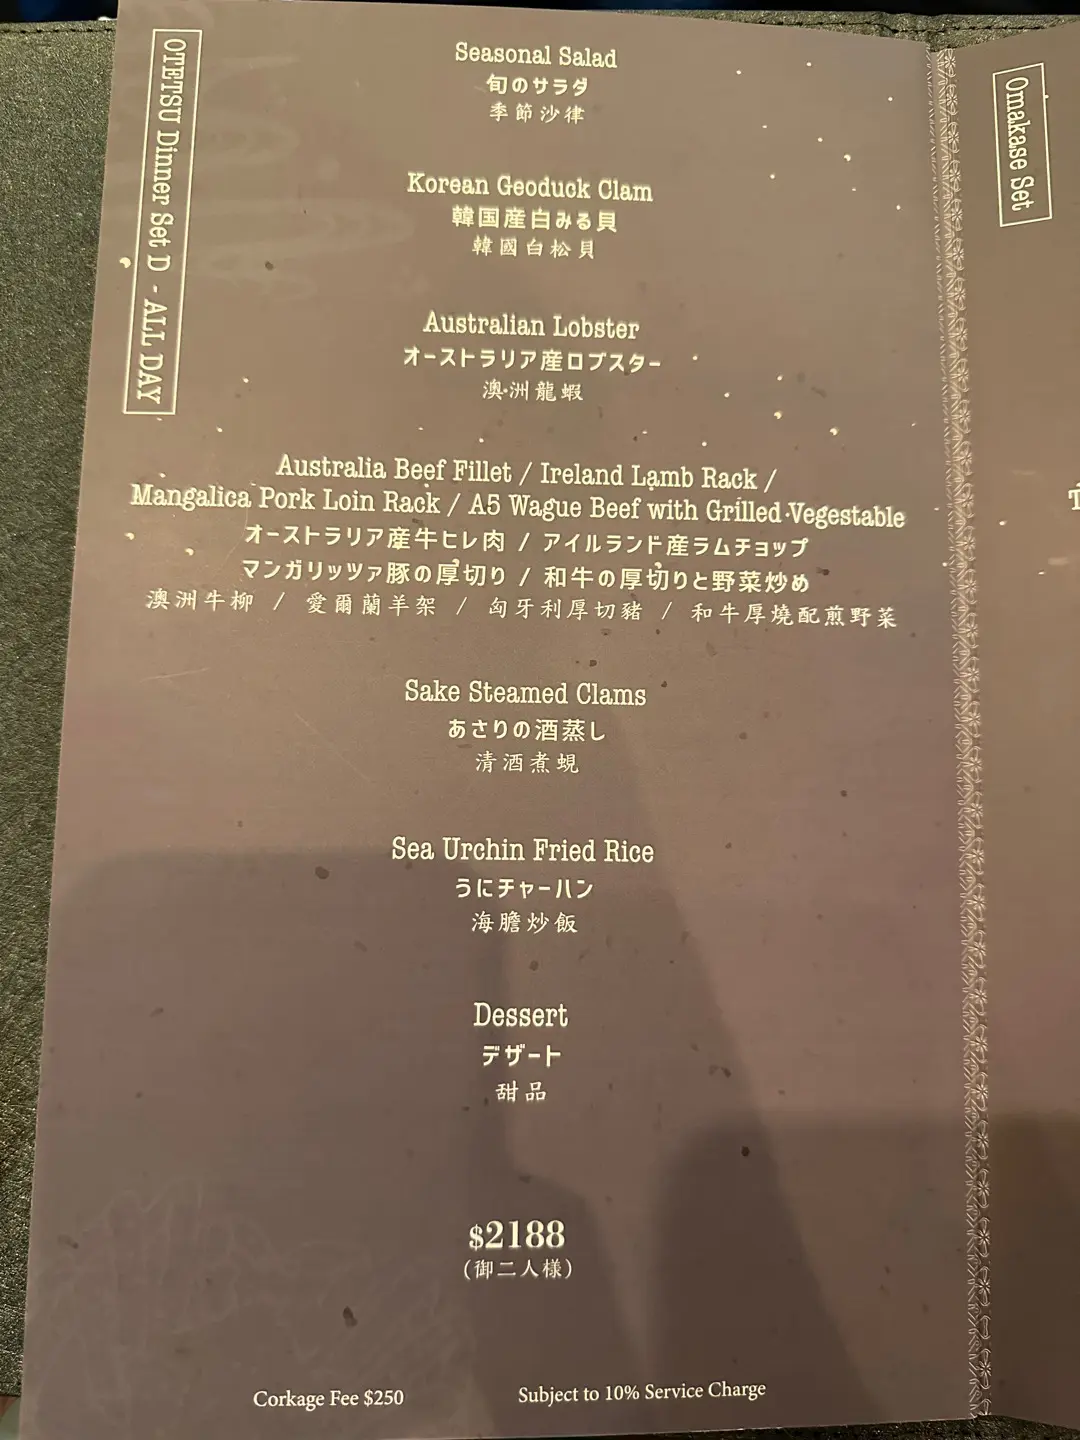 OTETSU Dinner Set D - ALL DAY
Seasonal Salad
旬のサラダ
季節沙律
Korean Geoduck Clam
韓国産白みる貝
韓國白松貝
Australian Lobster
オーストラリア産ロブスター
澳洲龍蝦
Australia Beef Fillet / Ireland Lamb Rack /
Mangalica Pork Loin Rack / A5 Wague Beef with Grilled Vegestable
オーストラリア産牛ヒレ肉 / アイルランド産ラムチョップ
マンガリッツァ豚の厚切り / 和牛の厚切りと野菜炒め
澳洲牛柳 / 愛爾蘭羊架 / 匈牙利厚切豬 / 和牛厚燒配煎野菜
Sake Steamed Clams
あさりの酒蒸し
清酒煮蜆
Sea Urchin Fried Rice
うにチャーハン
海膽炒飯
Dessert
デザート
甜品
$2188
(御二人様)
Corkage Fee $250
Subject to 10% Service Charge
Omakase Set